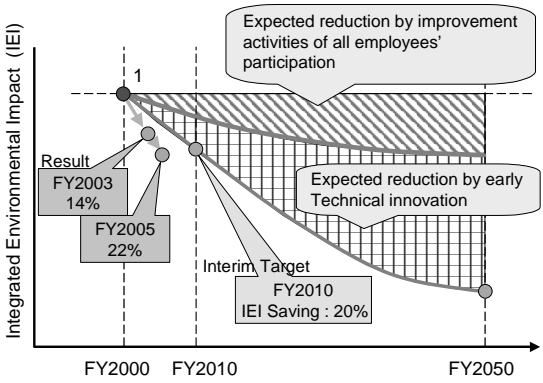 Integrated Environmental Impact (IEI)
Expected reduction by improvement
activities of all employees'
participation
1
Result
FY2003
14%
FY2005
22%
Expected reduction by early
Technical innovation
Interim Target
FY2010
IEI Saving : 20%
FY2000
FY2010
FY2050